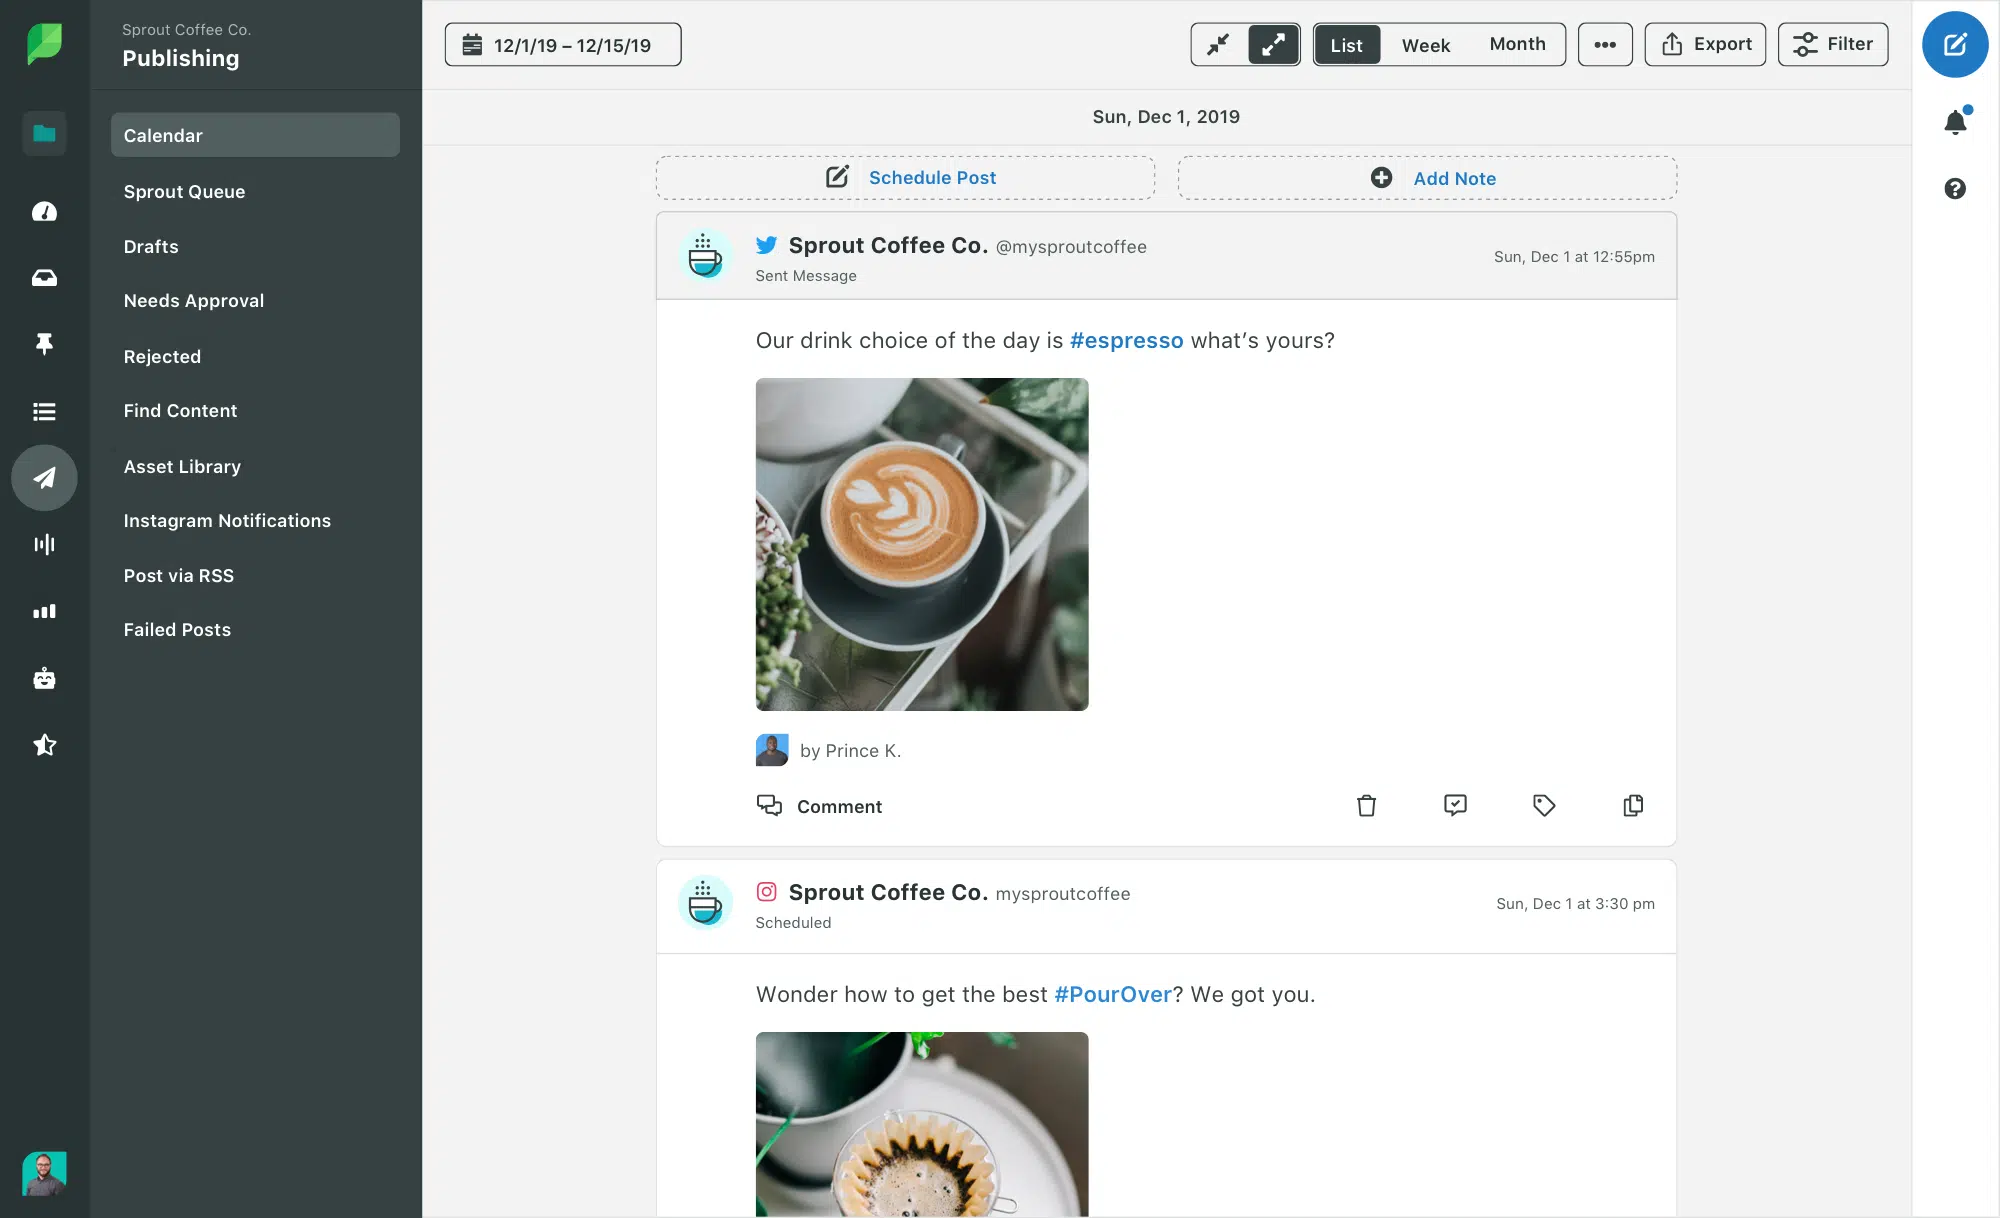 Sprout Coffee Co.
Publishing
Calendar
Sprout Queue
Drafts
Needs Approval
Rejected
Find Content
Asset Library
Instagram Notifications
Post via RSS
Failed Posts
12/1/19 – 12/15/19
List
Week
Month
Export
Filter
Sun, Dec 1, 2019
Schedule Post
Add Note
Sprout Coffee Co. @mysproutcoffee
Sent Message
Sun, Dec 1 at 12:55pm
Our drink choice of the day is #espresso what’s yours?
by Prince K.
Comment
Sprout Coffee Co. mysproutcoffee
Scheduled
Sun, Dec 1 at 3:30 pm
Wonder how to get the best #PourOver? We got you.